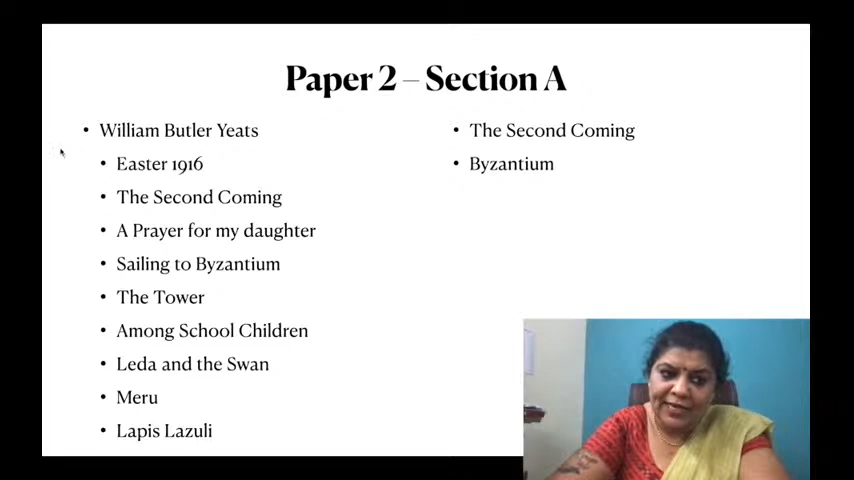 Paper 2 – Section A
William Butler Yeats
Easter 1916
The Second Coming
A Prayer for my daughter
Sailing to Byzantium
The Tower
Among School Children
Leda and the Swan
Meru
Lapis Lazuli
The Second Coming
Byzantium